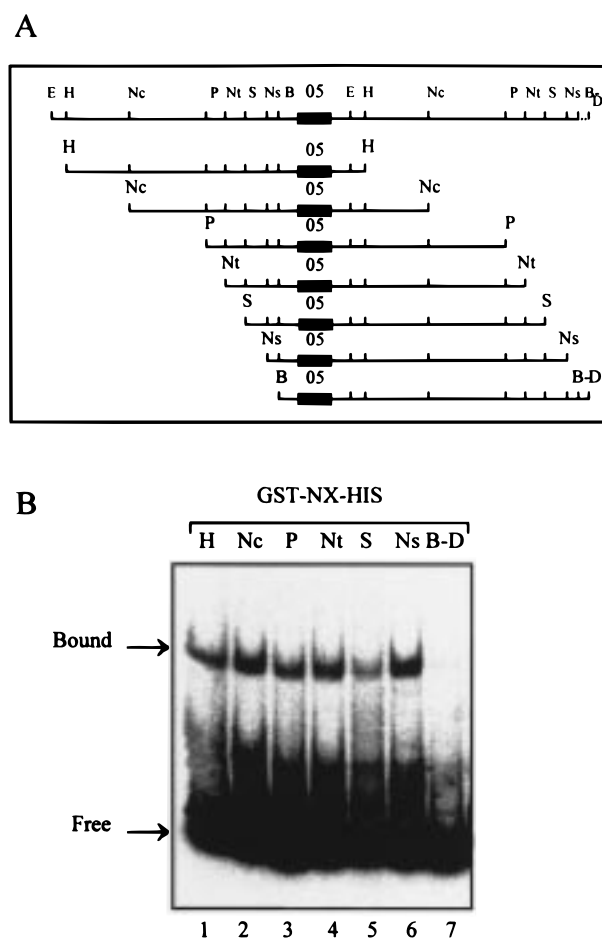 A
E H Nc P Nt S Ns B 05 E H Nc P Nt S Ns B-D
H 05 H
Nc 05 Nc
P 05 P
Nt 05 Nt
S 05 S
Ns 05 Ns
B 05 B-D
B
GST-NX-HIS
H Nc P Nt S Ns B-D
Bound
Free
1 2 3 4 5 6 7